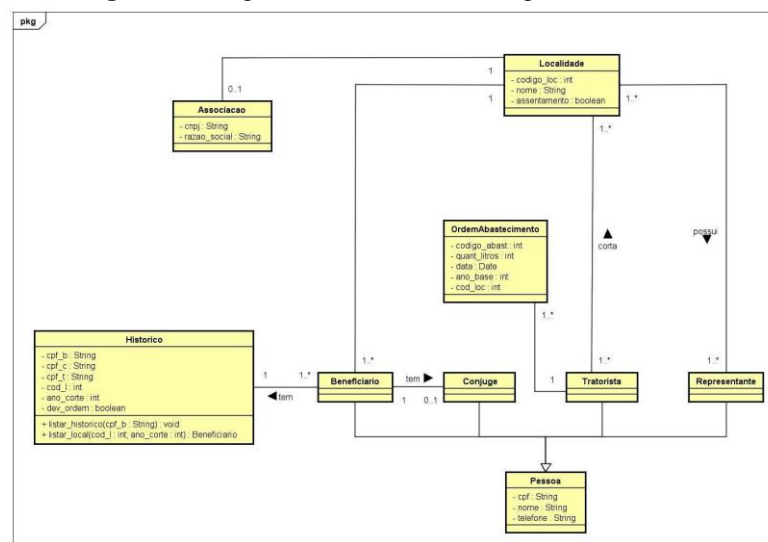 pkg
Localidade
- codigo_loc : int
- nome : String
- assentamento : boolean
1
1
1..*
0..1
1..*
Associacao
- cnpj : String
- razao_social : String
OrdemAbastecimento
- codigo_abast : int
- quant_litros : int
- data : Date
- ano_base : int
- cod_loc : int
corta
possui
1..*
Historico
- cpf_b : String
- cpf_c : String
- cpf_t : String
- cod_l : int
- ano_corte : int
- dev_ordem : boolean
+ listar_historico(cpf_b : String) : void
+ listar_local(cod_l : int, ano_corte : int) : Beneficiario
1..*
1..*
1..*
1
1..*
Beneficiario
tem
Conjuge
1
Tratorista
Representante
tem
1
0..1
Pessoa
- cpf : String
- nome : String
- telefone : String